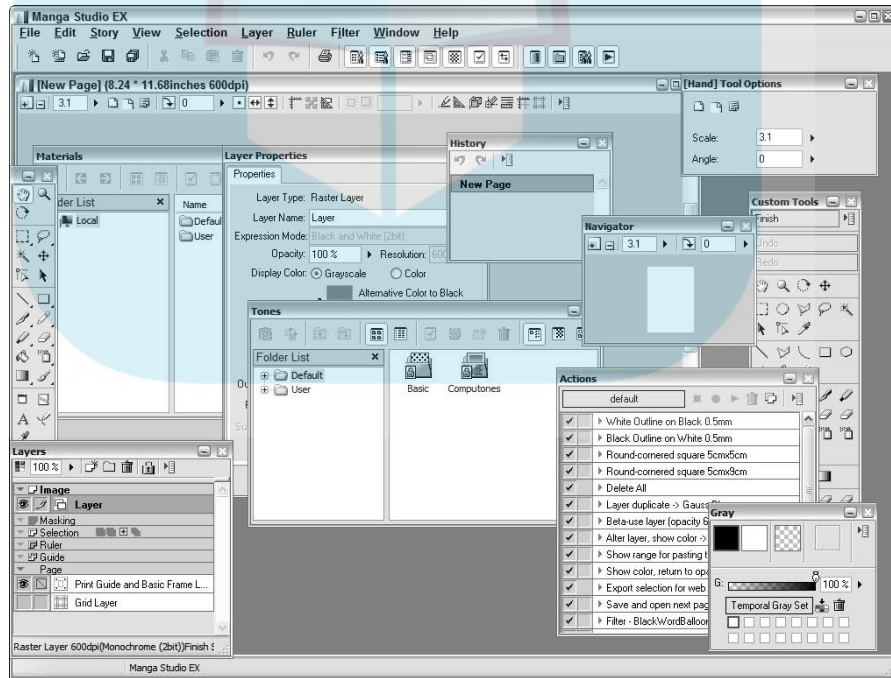 Manga Studio EX
File Edit Story View Selection Layer Ruler Filter Window Help
[New Page] (8.24 * 11.68inches 600dpi)
3.1 0
[Hand] Tool Options
Scale: 3.1
Angle: 0
Materials
der List
Local
Name
Defaul
User
Layer Properties
Properties
Layer Type: Raster Layer
Layer Name: Layer
Expression Mode: Black and White (2bit)
Opacity: 100 % Resolution: 600
Display Color: Grayscale Color
Alternative Color to Black
History
New Page
Navigator
3.1 0
Custom Tools
Finish
Undo
Redo
Tones
Folder List
Default
User
Basic Computones
Actions
default
White Outline on Black 0.5mm
Black Outline on White 0.5mm
Round-cornered square 5cmx5cm
Round-cornered square 5cmx9cm
Delete All
Layer duplicate -> Gauss
Beta-use layer (opacity 6
Alter layer, show color ->
Show range for pasting t
Show color, return to opa
Export selection for web
Save and open next pag
Filter - BlackWordBalloon
Layers
100 %
Image
Layer
Masking
Selection
Ruler
Guide
Page
Print Guide and Basic Frame L...
Grid Layer
Raster Layer 600dpi(Monochrome (2bit))Finish S
Gray
G: 100 %
Temporal Gray Set
Manga Studio EX